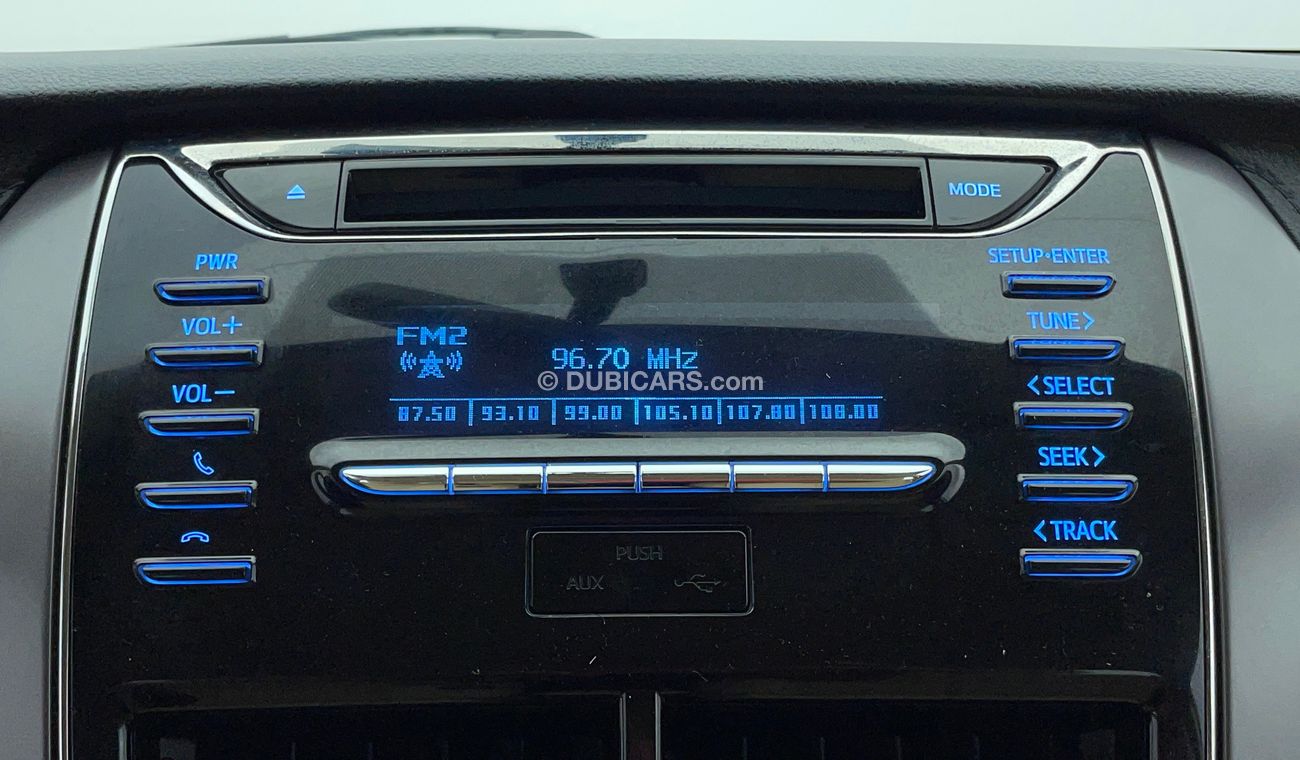 MODE
PWR
SETUP•ENTER
VOL+
TUNE>
FM2
96.70 MHz
© DUBICARS.com
<SELECT
VOL-
87.50 93.10 99.00 105.10 107.80 108.00
SEEK>
<TRACK
PUSH
AUX